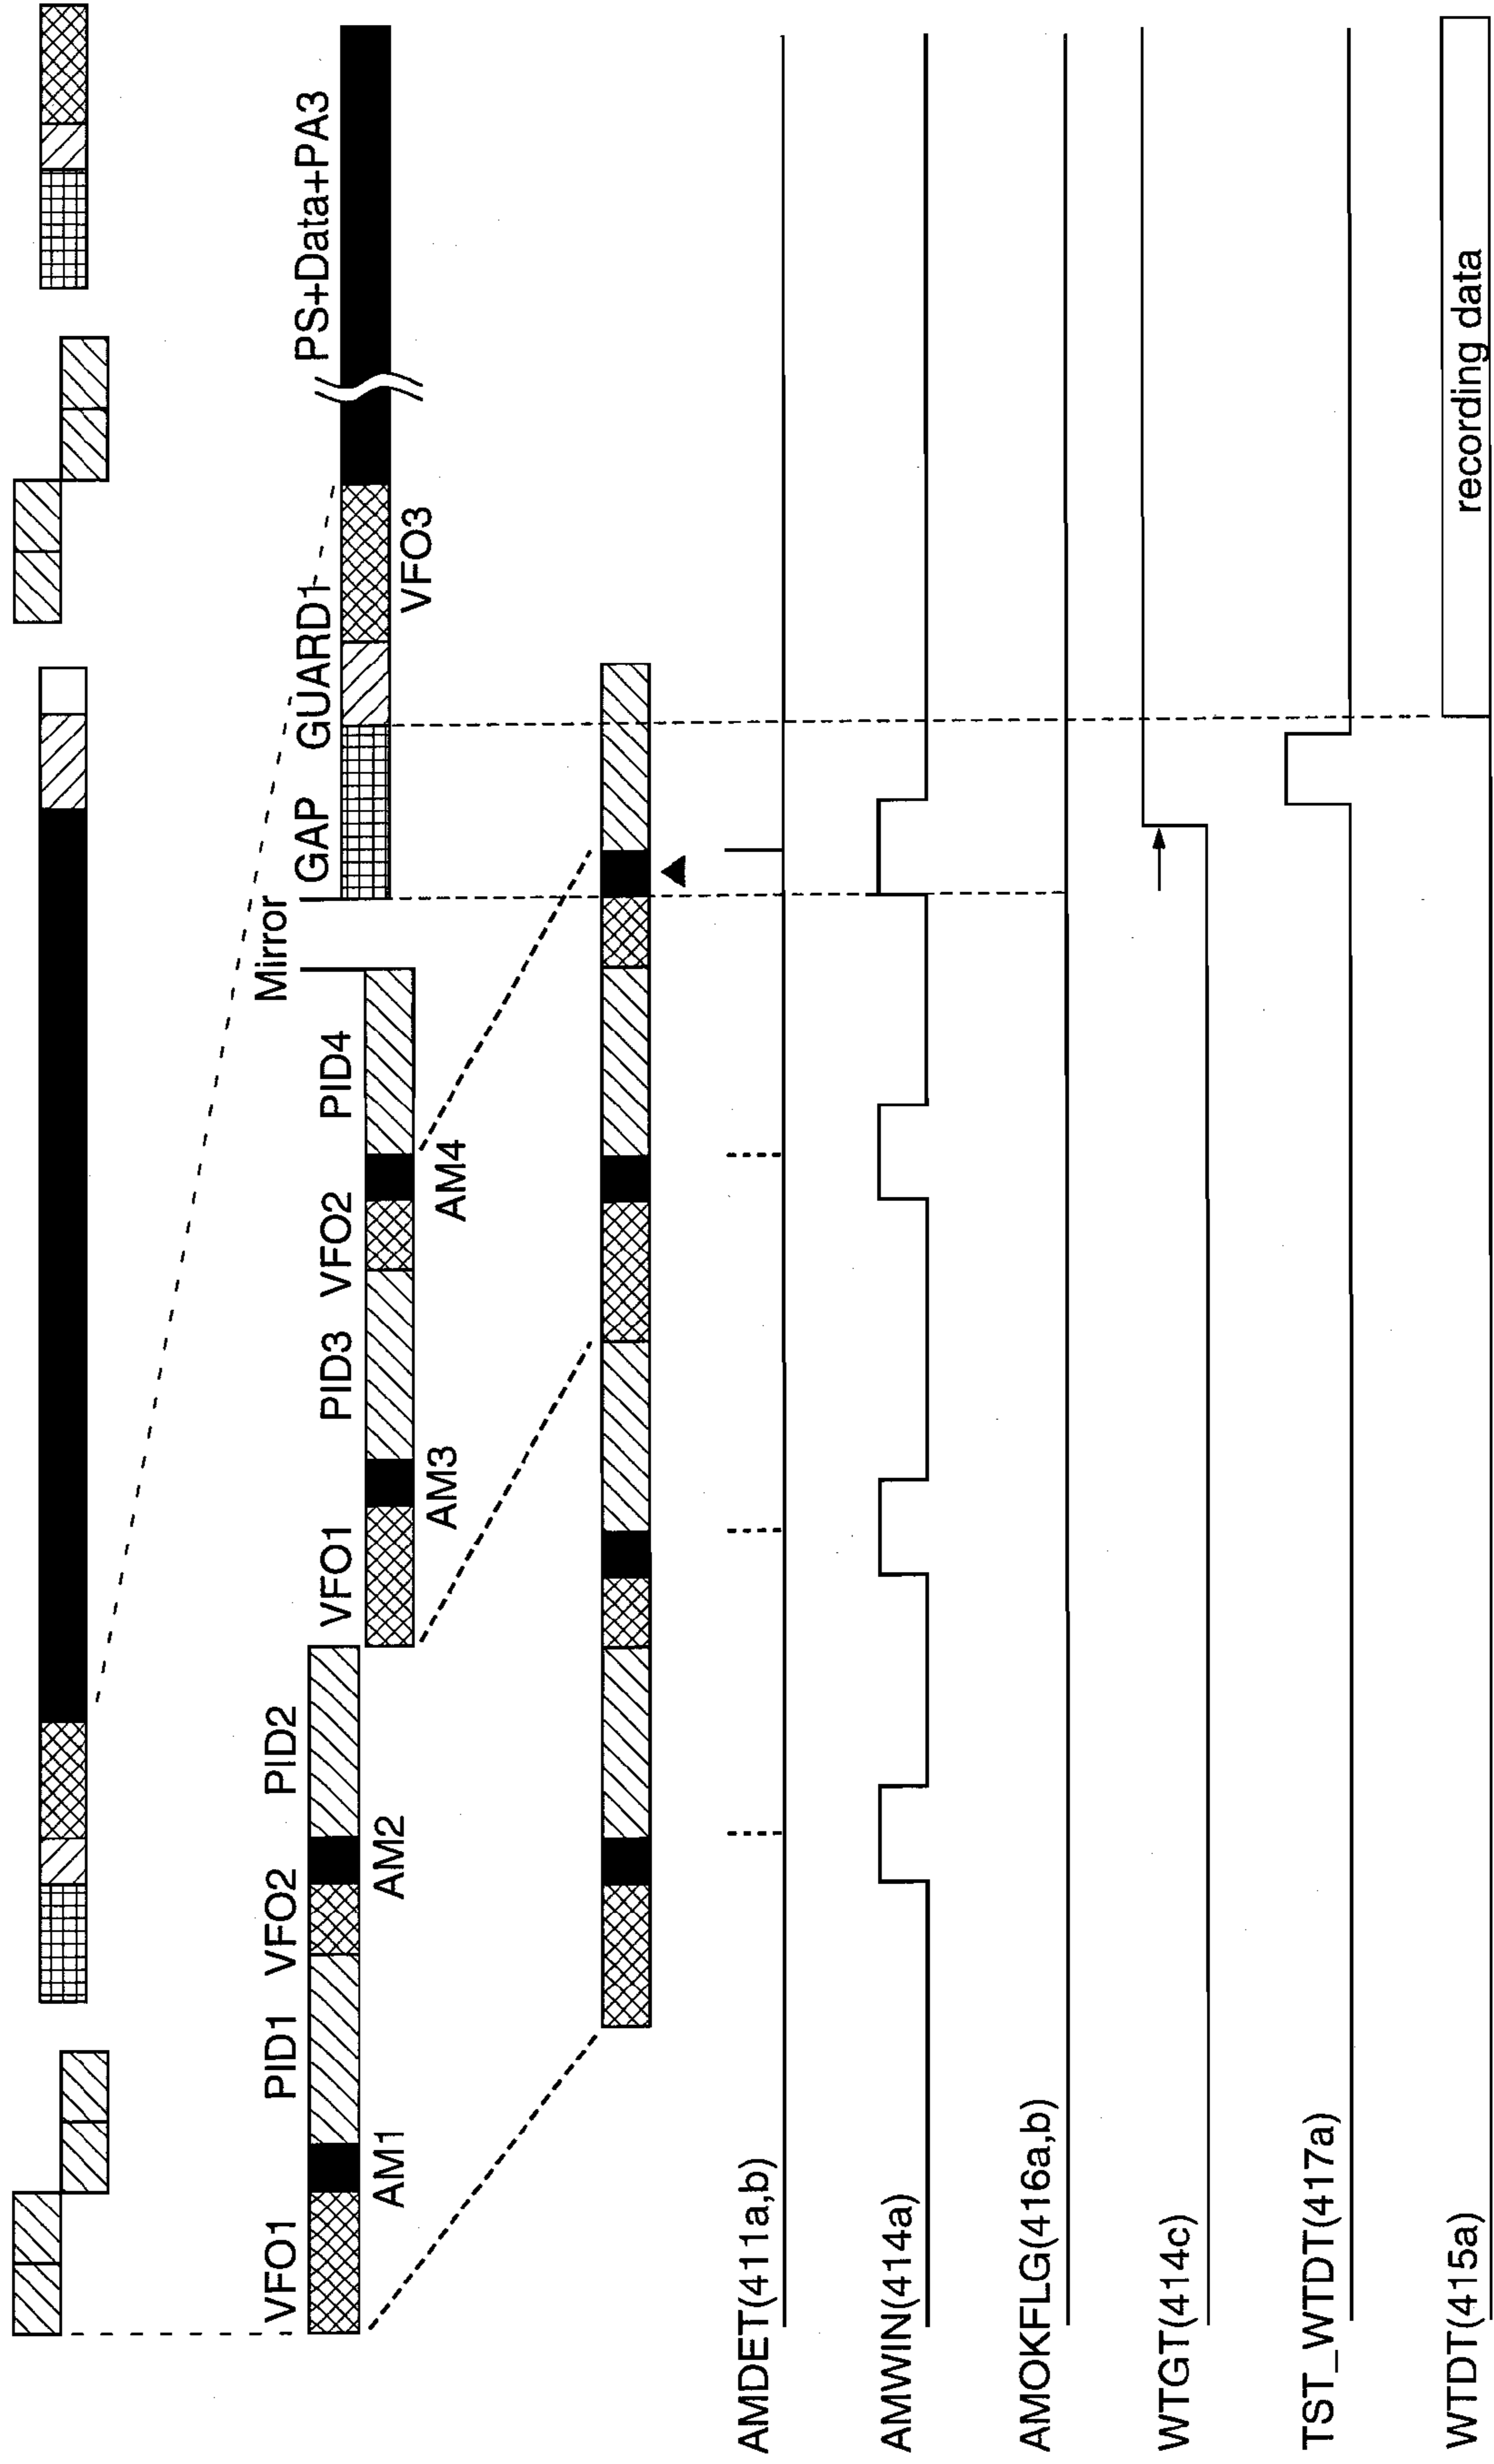 VFO1 PID1 VFO2 PID2
AM1 AM2
VFO1 PID3 VFO2 PID4
AM3 AM4
Mirror
GAP GUARD1 PS+Data+PA3
VFO3
AMDET(411a,b)
AMWIN(414a)
AMOKFLG(416a,b)
WTGT(414c)
TST_WTDT(417a)
WTDT(415a) recording data